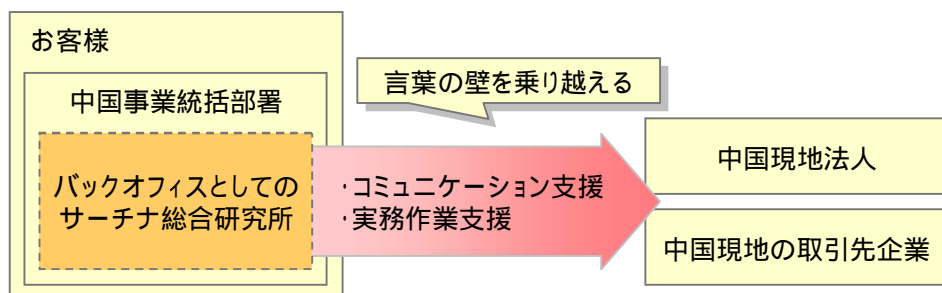 お客様
中国事業統括部署
バックオフィスとしての
サーチナ総合研究所
言葉の壁を乗り越える
・コミュニケーション支援
・実務作業支援
中国現地法人
中国現地の取引先企業